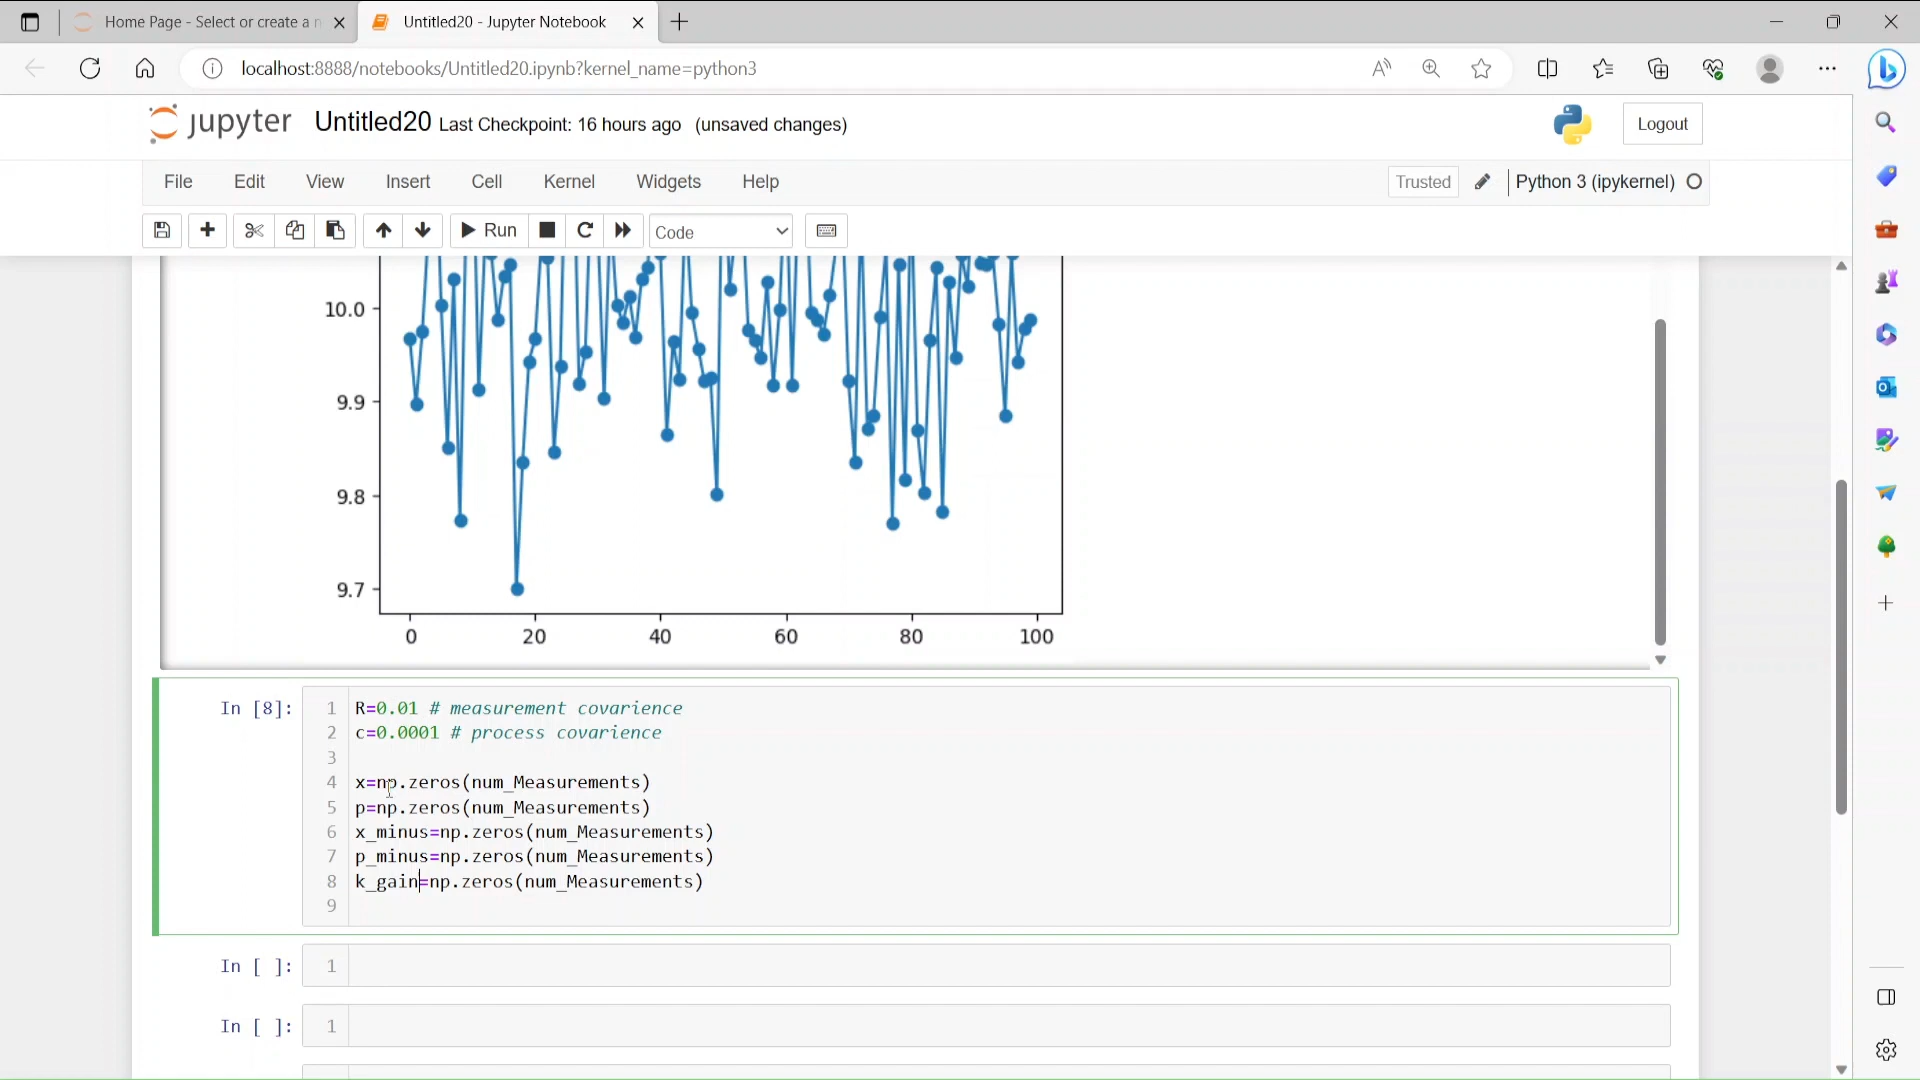 Home Page - Select or create a n
Untitled20 - Jupyter Notebook
localhost:8888/notebooks/Untitled20.ipynb?kernel_name=python3
jupyter Untitled20 Last Checkpoint: 16 hours ago (unsaved changes)
Logout
File Edit View Insert Cell Kernel Widgets Help
Trusted Python 3 (ipykernel)
Run Code
10.0
9.9
9.8
9.7
0 20 40 60 80 100
In [8]: 1 R=0.01 # measurement covarience
2 c=0.0001 # process covarience
3
4 x=np.zeros(num_Measurements)
5 p=np.zeros(num_Measurements)
6 x_minus=np.zeros(num_Measurements)
7 p_minus=np.zeros(num_Measurements)
8 k_gain=np.zeros(num_Measurements)
9
In [ ]: 1
In [ ]: 1